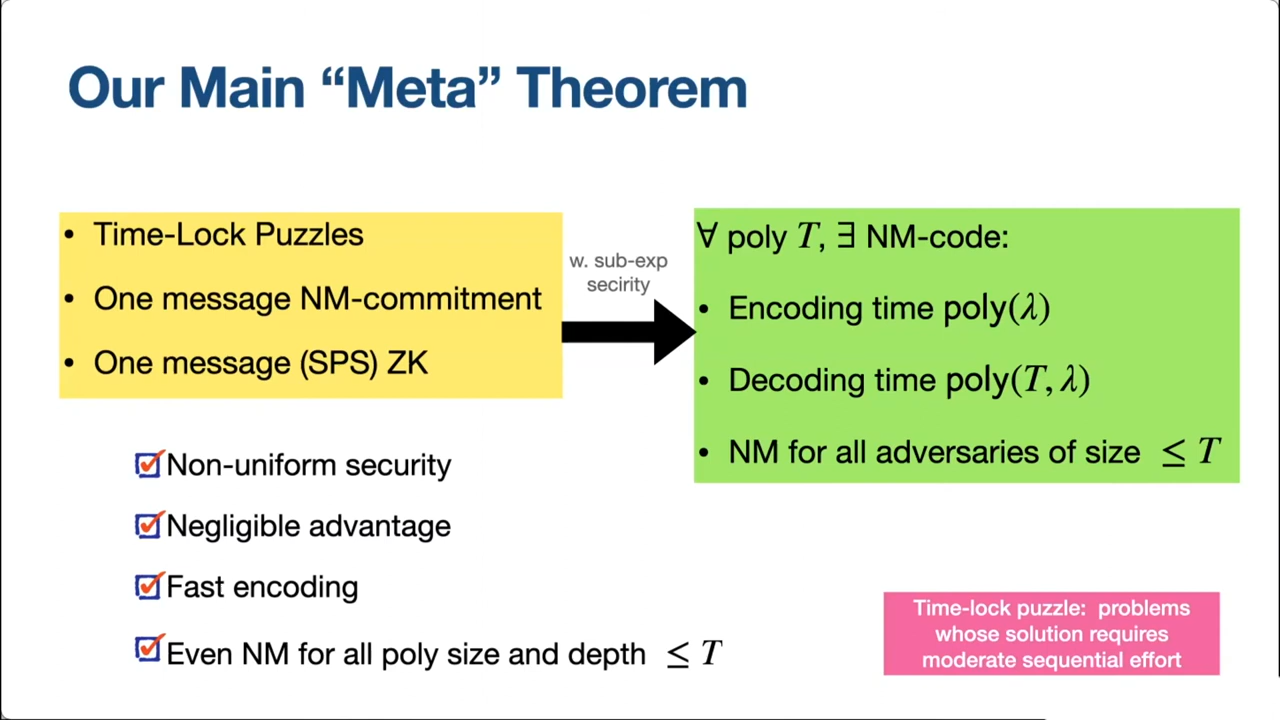 Our Main “Meta” Theorem
• Time-Lock Puzzles
• One message NM-commitment
• One message (SPS) ZK
w. sub-exp
secirity
∀ poly T, ∃ NM-code:
• Encoding time poly(λ)
• Decoding time poly(T, λ)
• NM for all adversaries of size ≤ T
Non-uniform security
Negligible advantage
Fast encoding
Even NM for all poly size and depth ≤ T
Time-lock puzzle: problems
whose solution requires
moderate sequential effort